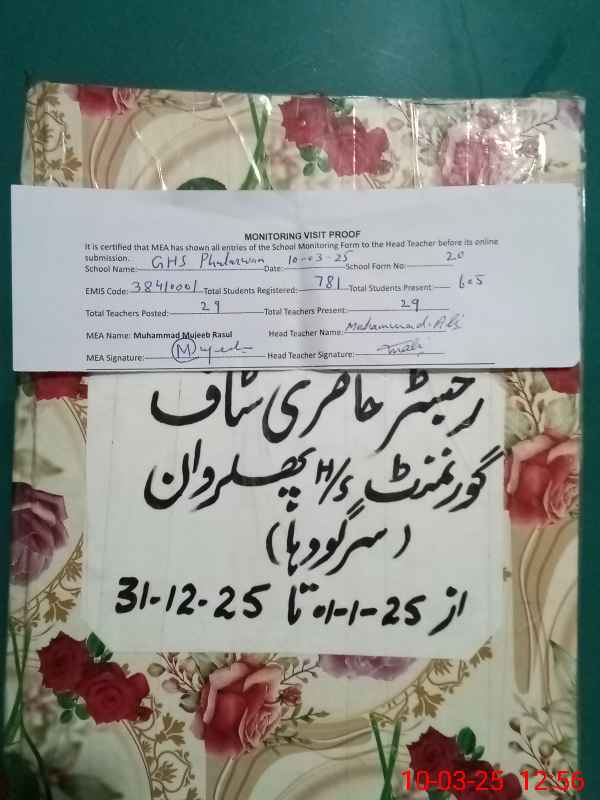 MONITORING VISIT PROOF
It is certified that MEA has shown all entries of the School Monitoring Form to the Head Teacher before its online
submission.
School Name: GHS Phularwan Date: 10-03-25 School Form No: 20
EMIS Code: 38410001 Total Students Registered: 781 Total Students Present: 605
Total Teachers Posted: 29 Total Teachers Present: 29
MEA Name: Muhammad Mujeeb Rasul Head Teacher Name: Muhammad Ali
MEA Signature: Mujeeb Head Teacher Signature:
رجسٹر حاضری سٹاف
گورنمنٹ H/S پھلروان
(سرگودہا)
از 01-1-25 تا 31-12-25
10-03-25 12:56